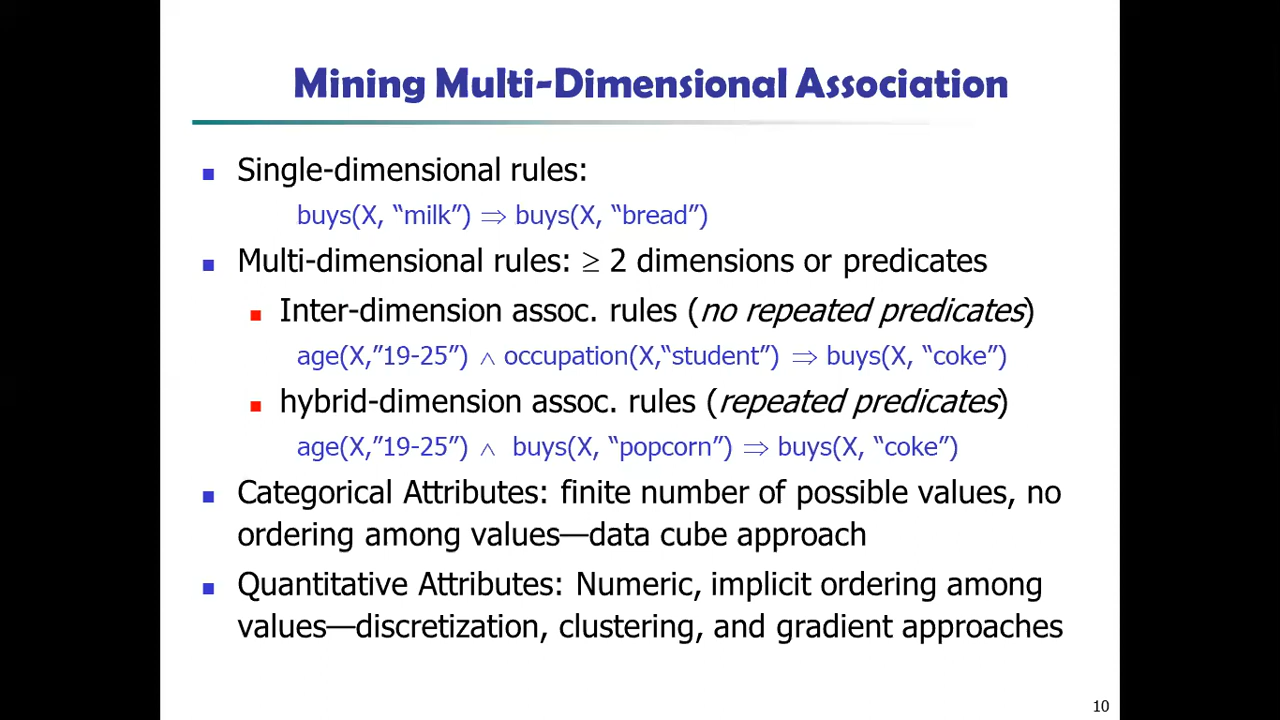 Mining Multi-Dimensional Association
Single-dimensional rules:
buys(X, “milk”) ⇒ buys(X, “bread”)
Multi-dimensional rules: ≥ 2 dimensions or predicates
Inter-dimension assoc. rules (no repeated predicates)
age(X,”19-25”) ∧ occupation(X,“student”) ⇒ buys(X, “coke”)
hybrid-dimension assoc. rules (repeated predicates)
age(X,”19-25”) ∧ buys(X, “popcorn”) ⇒ buys(X, “coke”)
Categorical Attributes: finite number of possible values, no
ordering among values—data cube approach
Quantitative Attributes: Numeric, implicit ordering among
values—discretization, clustering, and gradient approaches
10